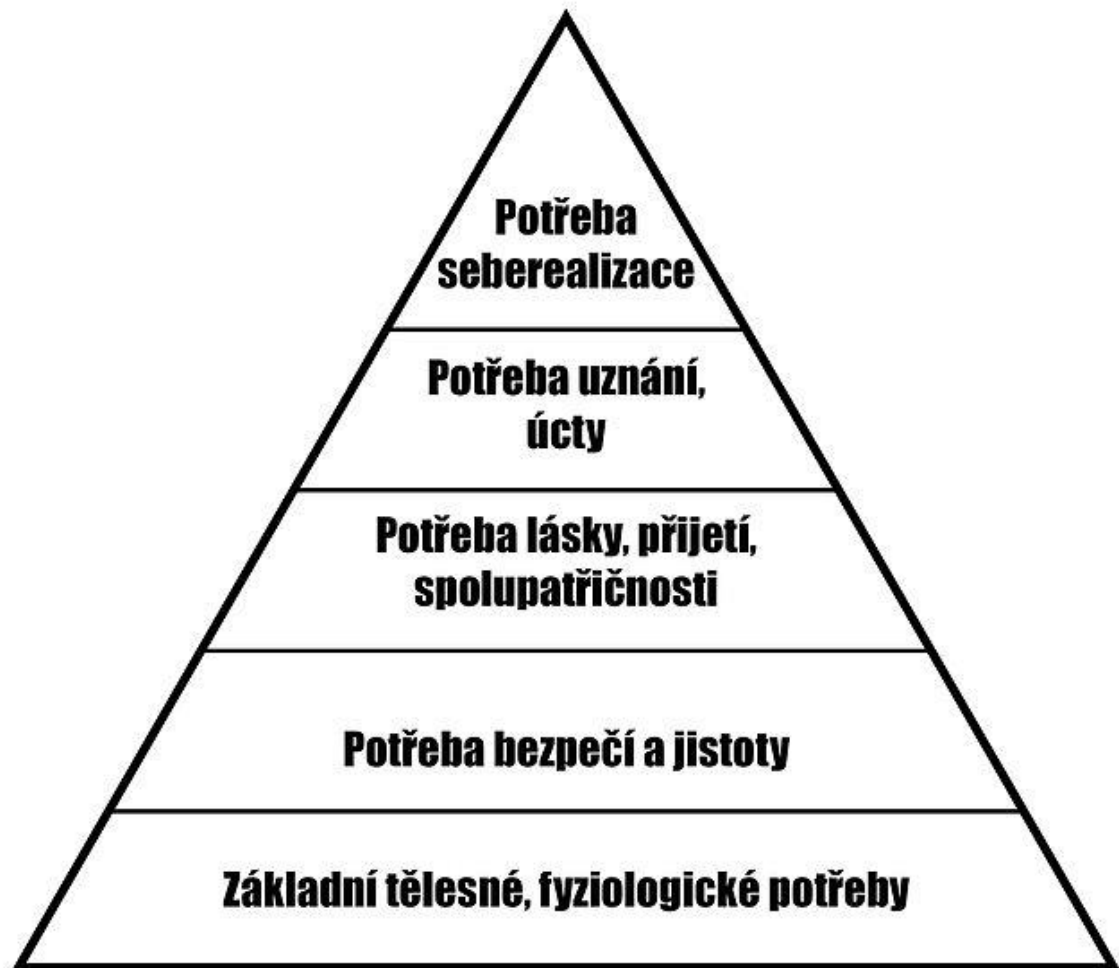 Potřeba
seberealizace
Potřeba uznání,
úcty
Potřeba lásky, přijetí,
spolupatřičnosti
Potřeba bezpečí a jistoty
Základní tělesné, fyziologické potřeby